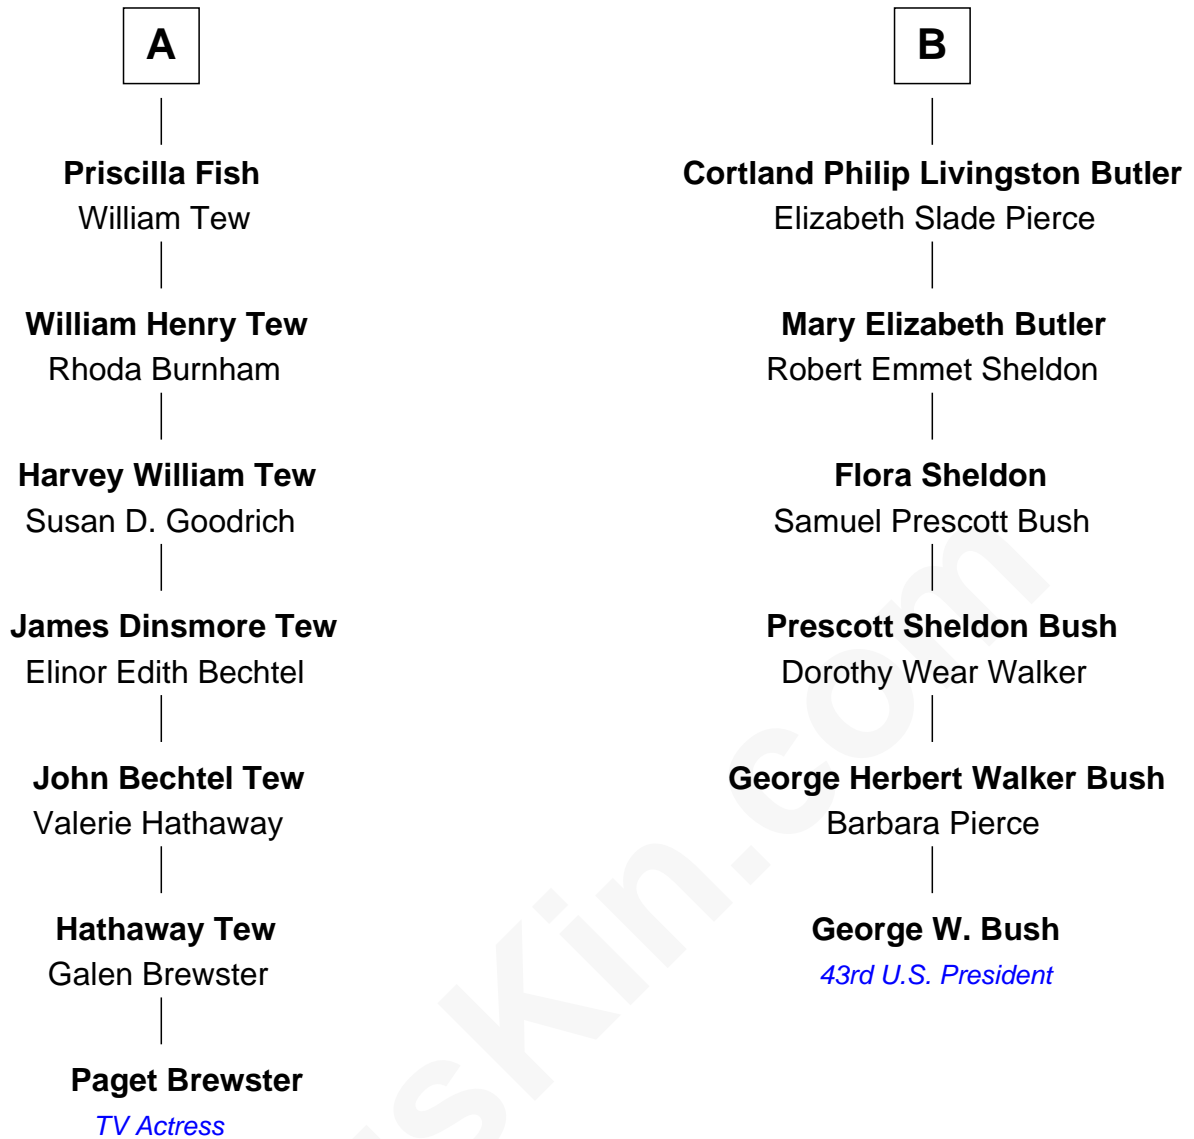 A
Priscilla Fish
William Tew
William Henry Tew
Rhoda Burnham
Harvey William Tew
Susan D. Goodrich
James Dinsmore Tew
Elinor Edith Bechtel
John Bechtel Tew
Valerie Hathaway
Hathaway Tew
Galen Brewster
Paget Brewster
TV Actress
B
Cortland Philip Livingston Butler
Elizabeth Slade Pierce
Mary Elizabeth Butler
Robert Emmet Sheldon
Flora Sheldon
Samuel Prescott Bush
Prescott Sheldon Bush
Dorothy Wear Walker
George Herbert Walker Bush
Barbara Pierce
George W. Bush
43rd U.S. President